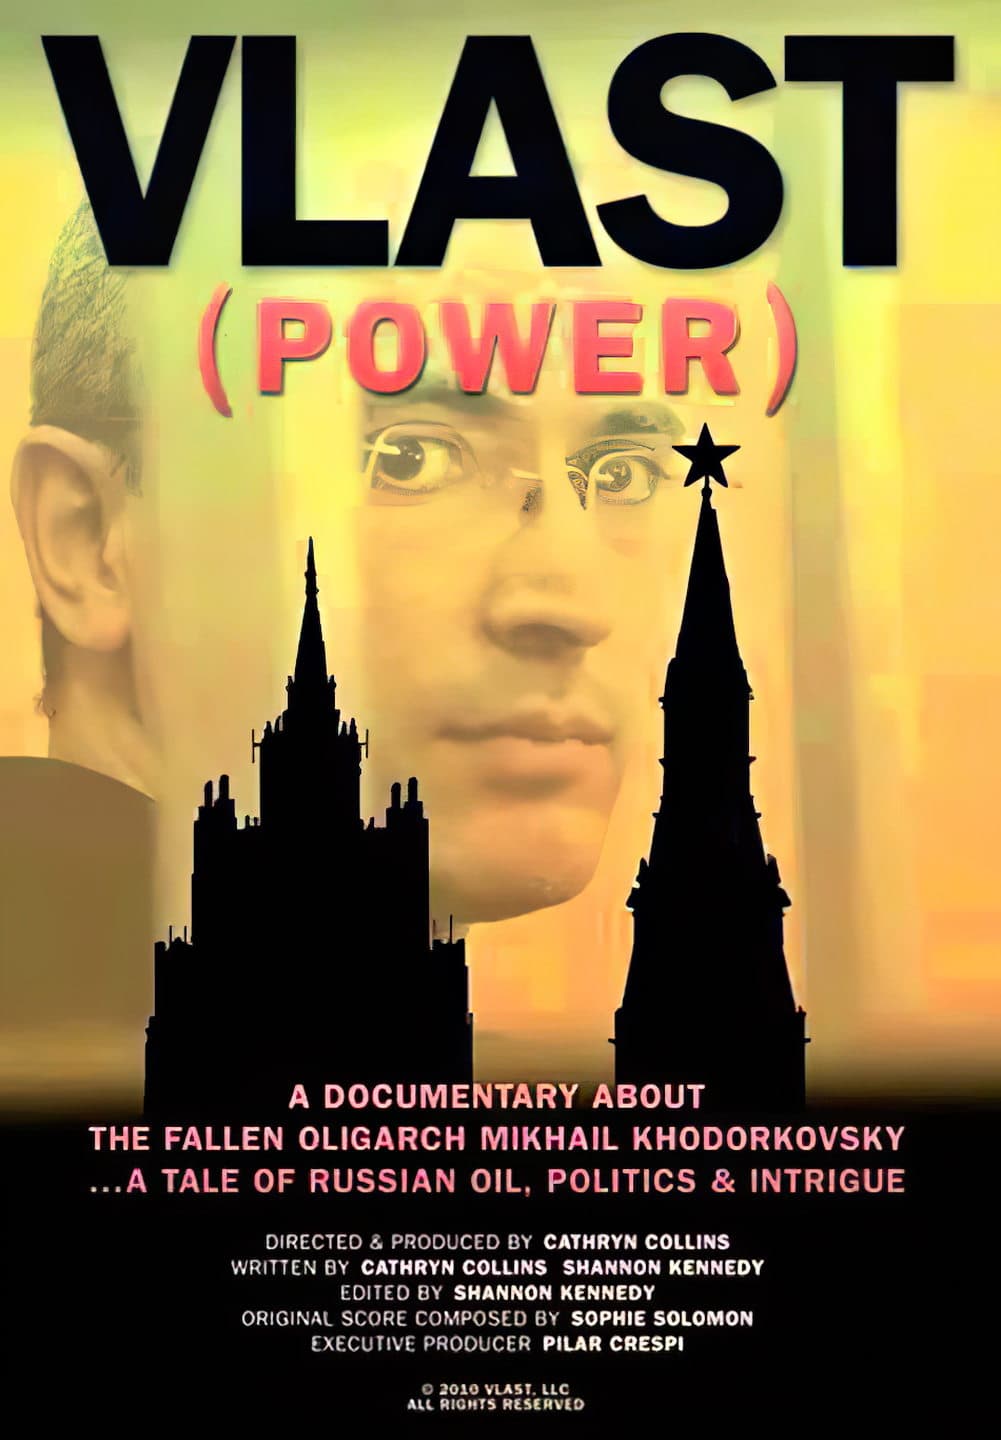 VLAST
(POWER)
A DOCUMENTARY ABOUT
THE FALLEN OLIGARCH MIKHAIL KHODORKOVSKY
...A TALE OF RUSSIAN OIL, POLITICS & INTRIGUE
DIRECTED & PRODUCED BY CATHRYN COLLINS
WRITTEN BY CATHRYN COLLINS SHANNON KENNEDY
EDITED BY SHANNON KENNEDY
ORIGINAL SCORE COMPOSED BY SOPHIE SOLOMON
EXECUTIVE PRODUCER PILAR CRESPI
© 2010 VLAST, LLC
ALL RIGHTS RESERVED